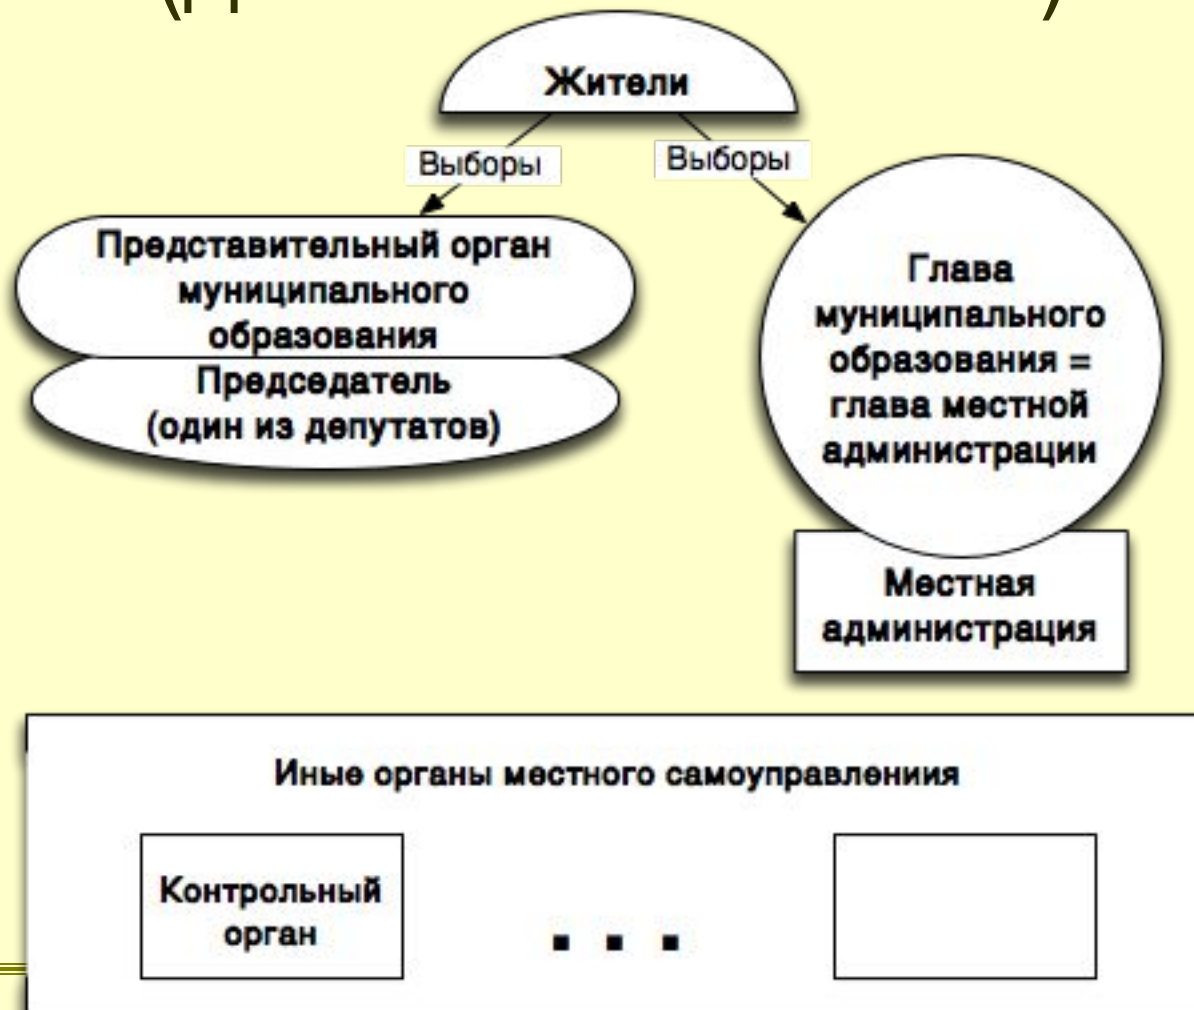 Жители
Выборы
Выборы
Представительный орган
муниципального
образования
Председатель
(один из депутатов)
Глава
муниципального
образования =
глава местной
администрации
Местная
администрация
Иные органы местного самоуправлениия
Контрольный
орган
. . .